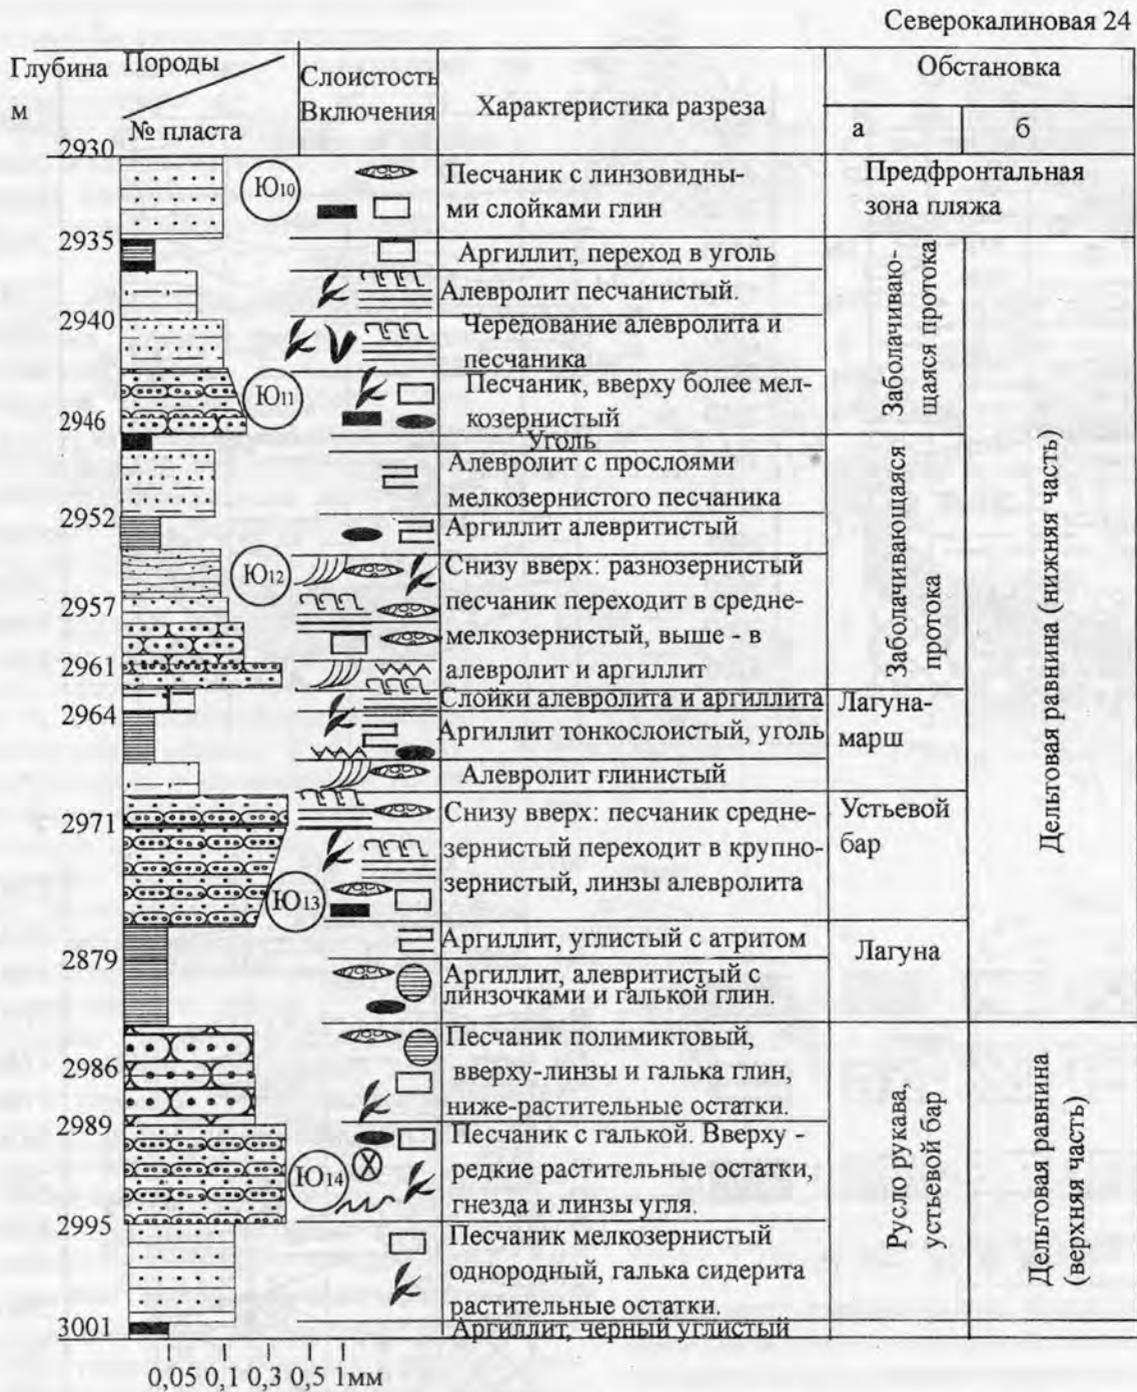 Северокалиновая 24
Глубина
м
Породы
№ пласта
Слоистость
Включения
Характеристика разреза
Обстановка
а
б
2930
Ю10
Песчаник с линзовидны-
ми слойками глин
Предфронтальная
зона пляжа
2935
Аргиллит, переход в уголь
Алевролит песчанистый.
2940
Чередование алевролита и
песчаника
Ю11
Песчаник, вверху более мел-
козернистый
2946
Заболачиваю-
щаяся протока
Уголь
Алевролит с прослоями
мелкозернистого песчаника
2952
Аргиллит алевритистый
Ю12
Снизу вверх: разнозернистый
2957
песчаник переходит в средне-
мелкозернистый, выше - в
2961
алевролит и аргиллит
Заболачивающаяся
протока
Слойки алевролита и аргиллита
2964
Аргиллит тонкослоистый, уголь
Алевролит глинистый
Лагуна-
марш
2971
Снизу вверх: песчаник средне-
зернистый переходит в крупно-
зернистый, линзы алевролита
Ю13
Устьевой
бар
Аргиллит, углистый с атритом
2879
Аргиллит, алевритистый с
линзочками и галькой глин.
Лагуна
Дельтовая равнина (нижняя часть)
Песчаник полимиктовый,
2986
вверху-линзы и галька глин,
ниже-растительные остатки.
2989
Песчаник с галькой. Вверху -
редкие растительные остатки,
гнезда и линзы угля.
Ю14
2995
Песчаник мелкозернистый
однородный, галька сидерита
растительные остатки.
3001
Аргиллит, черный углистый
Русло рукава,
устьевой бар
Дельтовая равнина
(верхняя часть)
0,05 0,1 0,3 0,5 1мм